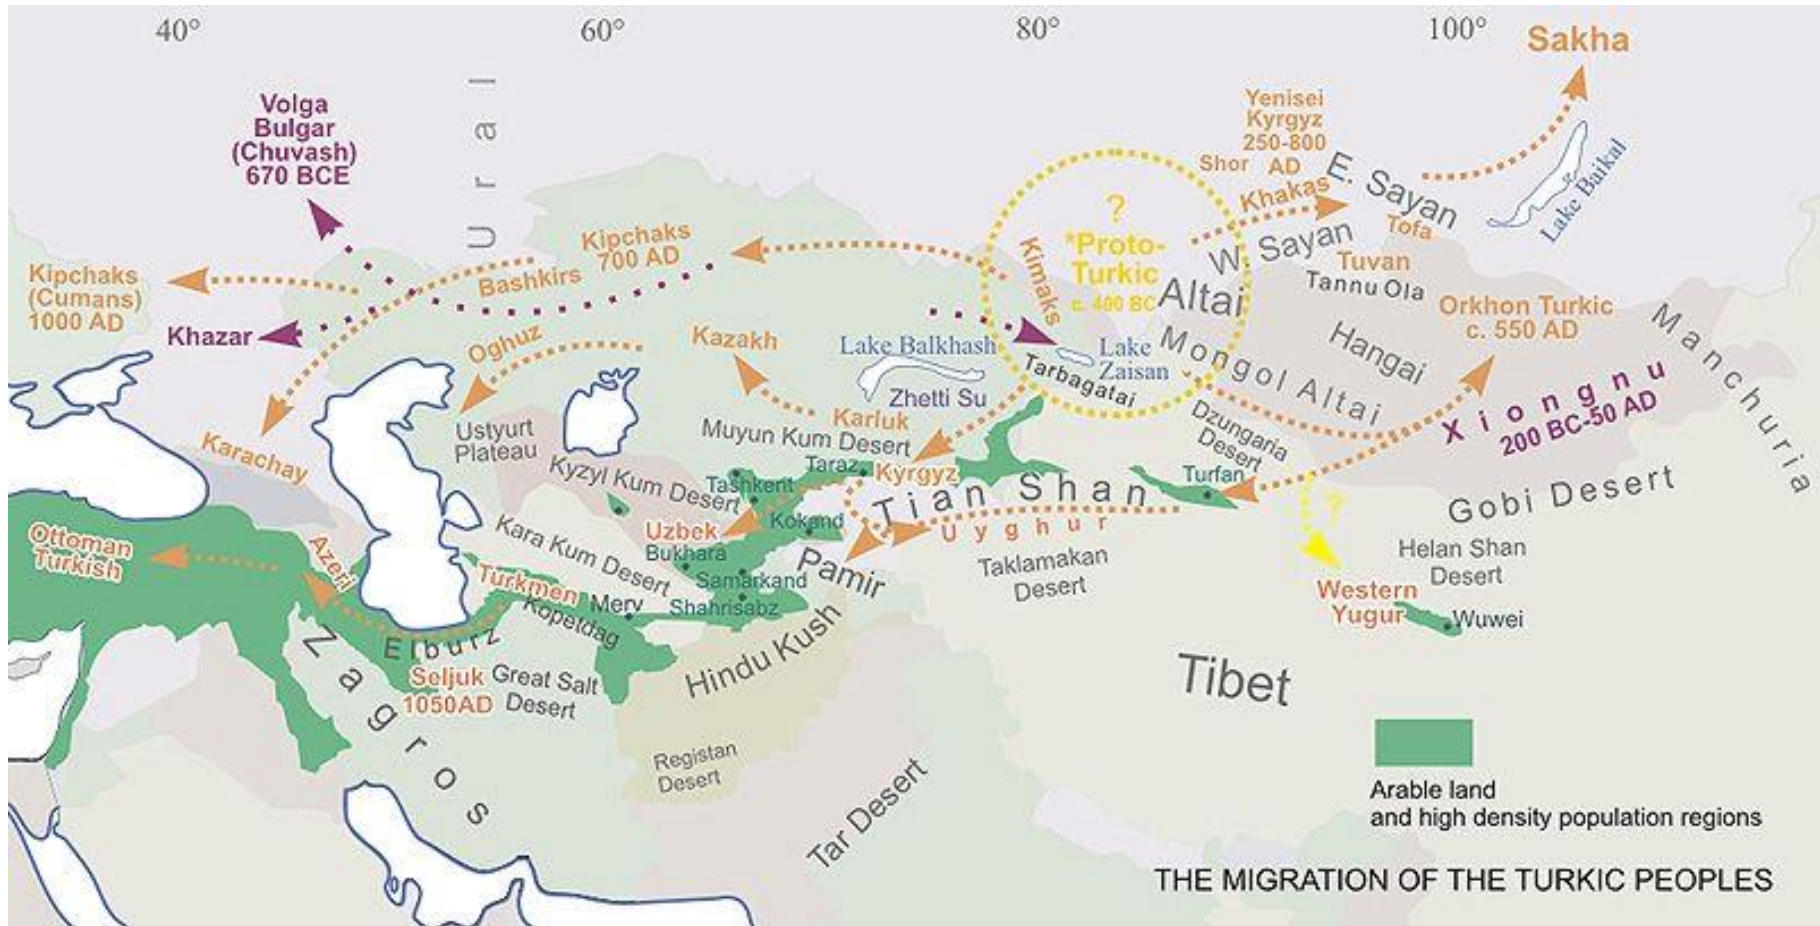 40°
60°
80°
100°
Sakha
Volga
Bulgar
(Chuvash)
670 BCE
Ural
Yenisei
Kyrgyz
250-800
AD
Shor
Khakas
E. Sayan
Lake Baikal
?
*Proto-
Turkic
c. 400 BC
Kimaks
W. Sayan
Tofa
Tuvan
Tannu Ola
Altai
Kipchaks
700 AD
Bashkirs
Kipchaks
(Cumans)
1000 AD
Khazar
Orkhon Turkic
c. 550 AD
Manchuria
Hangai
Mongol Altai
Xiongnu
200 BC-50 AD
Oghuz
Kazakh
Lake Balkhash
Zhetti Su
Lake
Zaisan
Tarbagatai
Karachay
Ustyurt
Plateau
Karluk
Muyun Kum Desert
Dzungaria
Desert
Kyzyl Kum Desert
Taraz
Kyrgyz
Tashkent
Tian Shan
Turfan
Gobi Desert
?
Kokand
Uyghur
Uzbek
Bukhara
Kara Kum Desert
Pamir
Taklamakan
Desert
Helan Shan
Desert
Ottoman
Turkish
Azeri
Turkmen
Samarkand
Merv
Shahrisabz
Kopetdag
Western
Yugur
Wuwei
Elburz
Zagros
Seljuk
1050AD
Great Salt
Desert
Hindu Kush
Tibet
Registan
Desert
Tar Desert
Arable land
and high density population regions
THE MIGRATION OF THE TURKIC PEOPLES